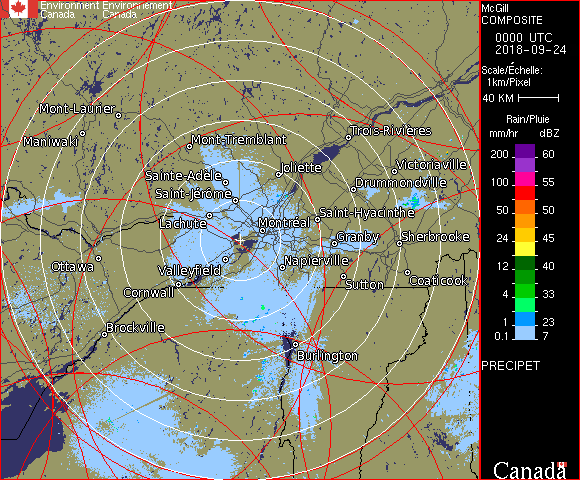 Environment Environnement
Canada Canada
McGill
COMPOSITE
0000 UTC
2018-09-24
Scale/Échelle:
1km/Pixel
40 KM
Rain/Pluie
mm/hr dBZ
200 60
100 55
50 50
24 45
12 40
4 33
1 23
0.1 7
PRECIPET
Canada
Mont-Laurier
Maniwaki
Mont-Tremblant
Trois-Rivières
Sainte-Adèle
Joliette
Victoriaville
Saint-Jérôme
Drummondville
Lachute
Montréal
Saint-Hyacinthe
Granby
Sherbrooke
Ottawa
Valleyfield
Napierville
Cornwall
Sutton
Coaticook
Brockville
Burlington